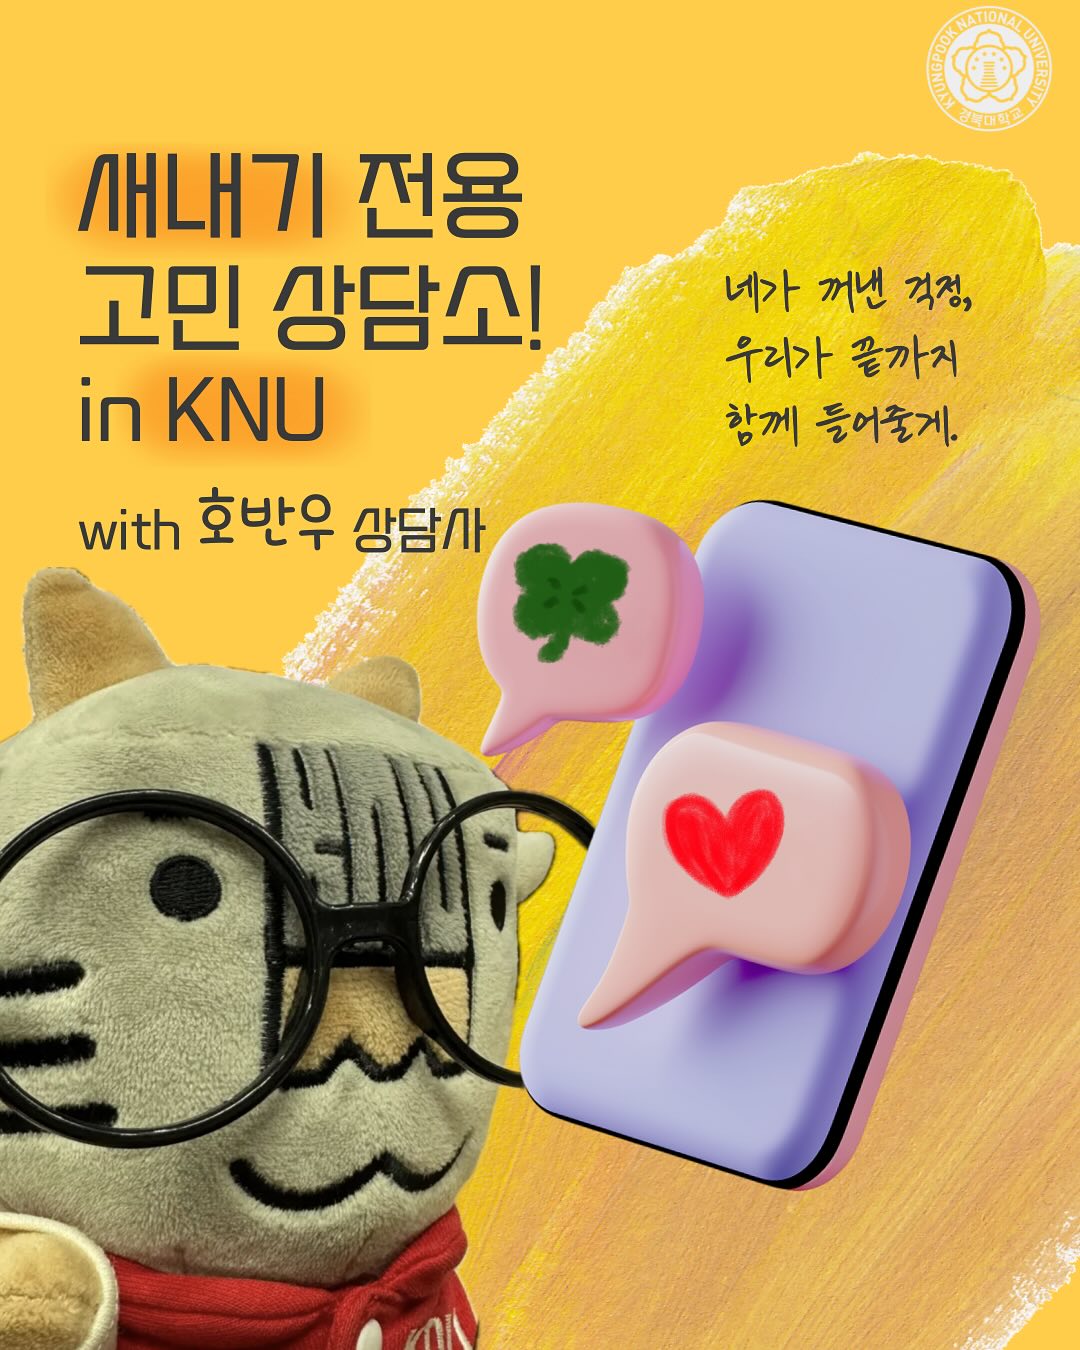 KYUNGPOOK NATIONAL UNIVERSITY
경북대학교
새내기 전용
고민 상담소!
in KNU
with 호반우 상담사
네가 꺼낸 걱정,
우리가 끝까지
함께 들어줄게.